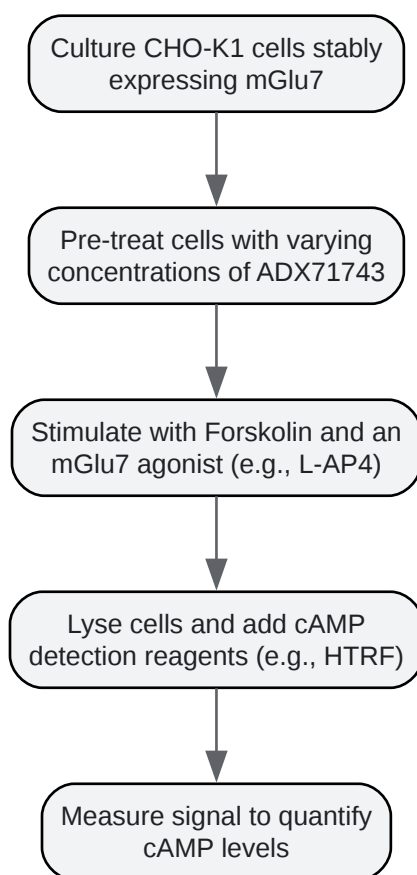 Culture CHO-K1 cells stably
expressing mGlu7
Pre-treat cells with varying
concentrations of ADX71743
Stimulate with Forskolin and an
mGlu7 agonist (e.g., L-AP4)
Lyse cells and add cAMP
detection reagents (e.g., HTRF)
Measure signal to quantify
cAMP levels